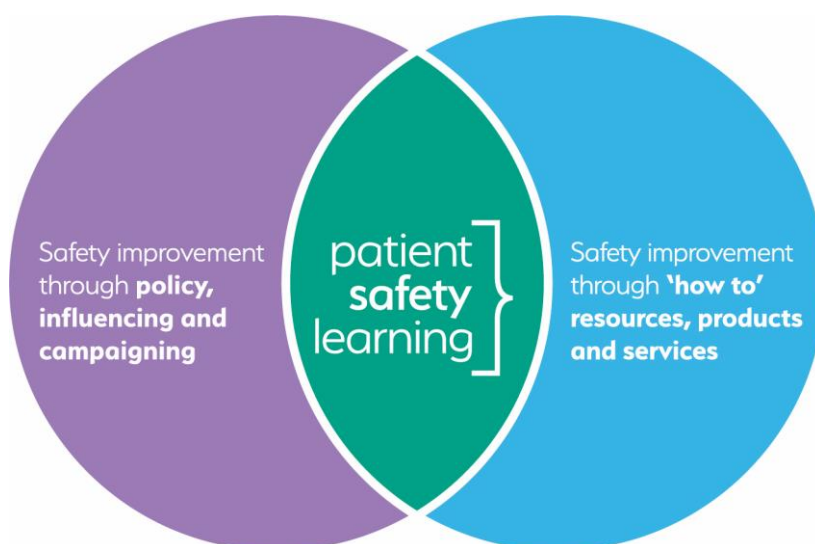 Safety improvement
through policy,
influencing and
campaigning
patient
safety
learning
Safety improvement
through ‘how to’
resources, products
and services